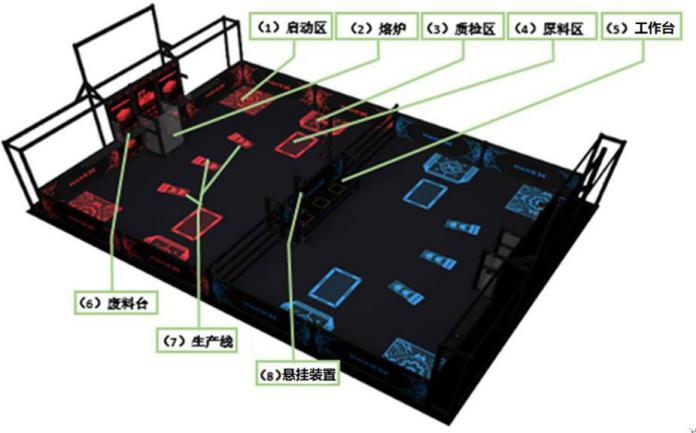 (1) 启动区
(2) 熔炉
(3) 质检区
(4) 原料区
(5) 工作台
(6) 废料台
(7) 生产线
(8) 悬挂装置